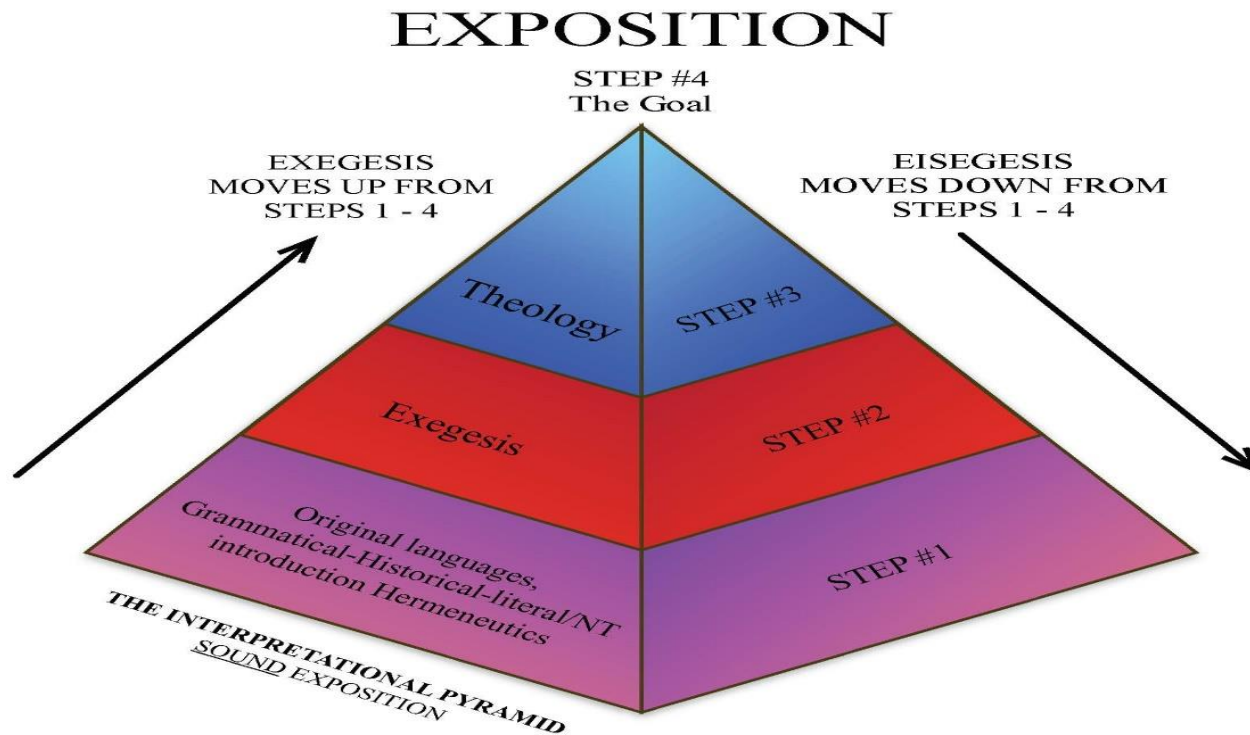 EXPOSITION
STEP #4
The Goal
EXEGESIS
MOVES UP FROM
STEPS 1 - 4
EISEGESIS
MOVES DOWN FROM
STEPS 1 - 4
Theology
STEP #3
Exegesis
STEP #2
Original languages,
Grammatical-Historical-literal/NT
introduction Hermeneutics
STEP #1
THE INTERPRETATIONAL PYRAMID
SOUND EXPOSITION